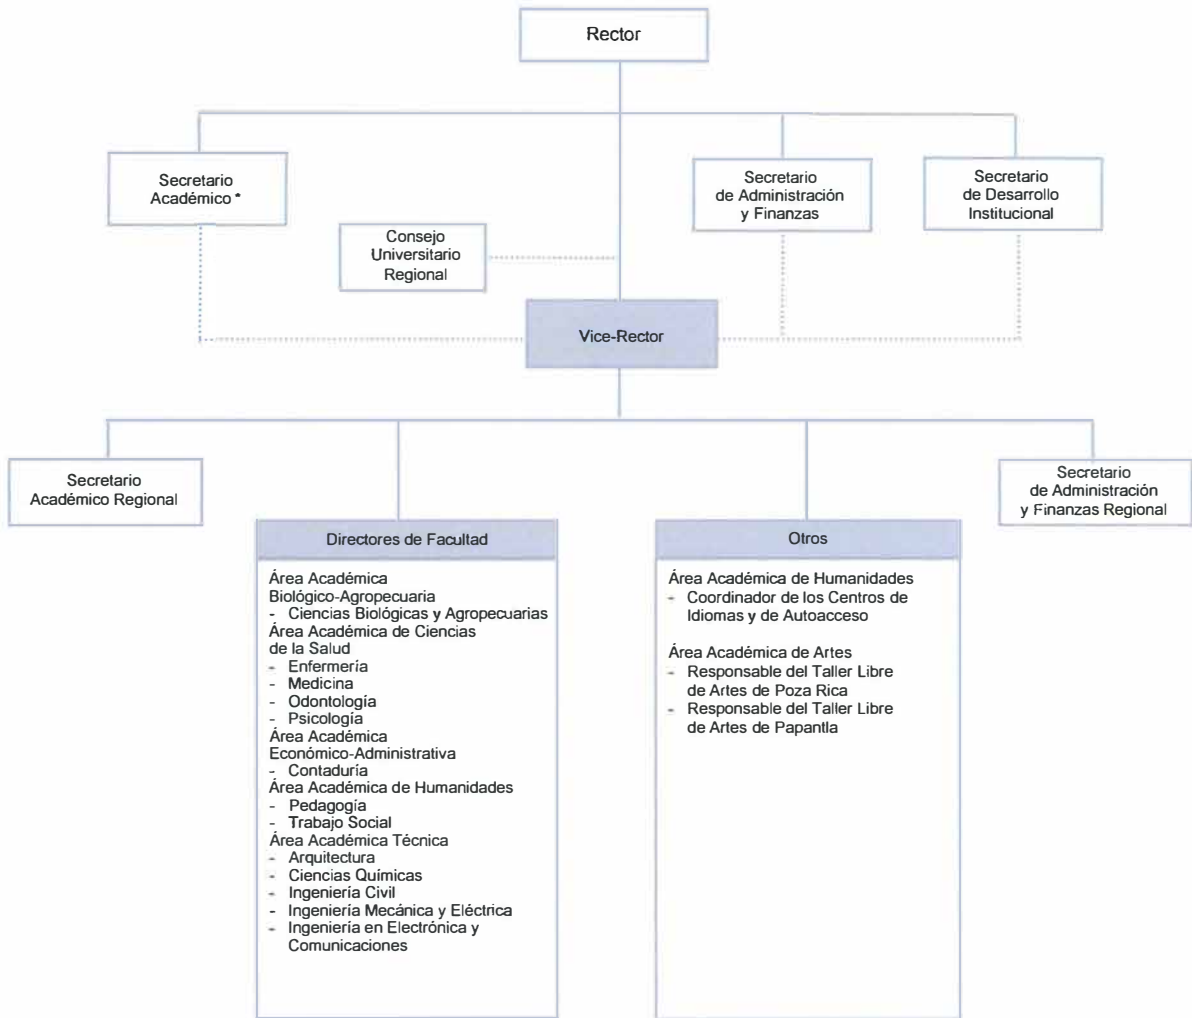 Rector
Secretario
Académico *
Secretario
de Administración
y Finanzas
Secretario
de Desarrollo
Institucional
Consejo
Universitario
Regional
Vice-Rector
Secretario
Académico Regional
Secretario
de Administración
y Finanzas Regional
Directores de Facultad
Área Académica
Biológico-Agropecuaria
- Ciencias Biológicas y Agropecuarias
Área Académica de Ciencias
de la Salud
- Enfermería
- Medicina
- Odontología
- Psicología
Área Académica
Económico-Administrativa
- Contaduría
Área Académica de Humanidades
- Pedagogía
- Trabajo Social
Área Académica Técnica
- Arquitectura
- Ciencias Químicas
- Ingeniería Civil
- Ingeniería Mecánica y Eléctrica
- Ingeniería en Electrónica y
Comunicaciones
Otros
Área Académica de Humanidades
- Coordinador de los Centros de
Idiomas y de Autoacceso
Área Académica de Artes
- Responsable del Taller Libre
de Artes de Poza Rica
- Responsable del Taller Libre
de Artes de Papantla